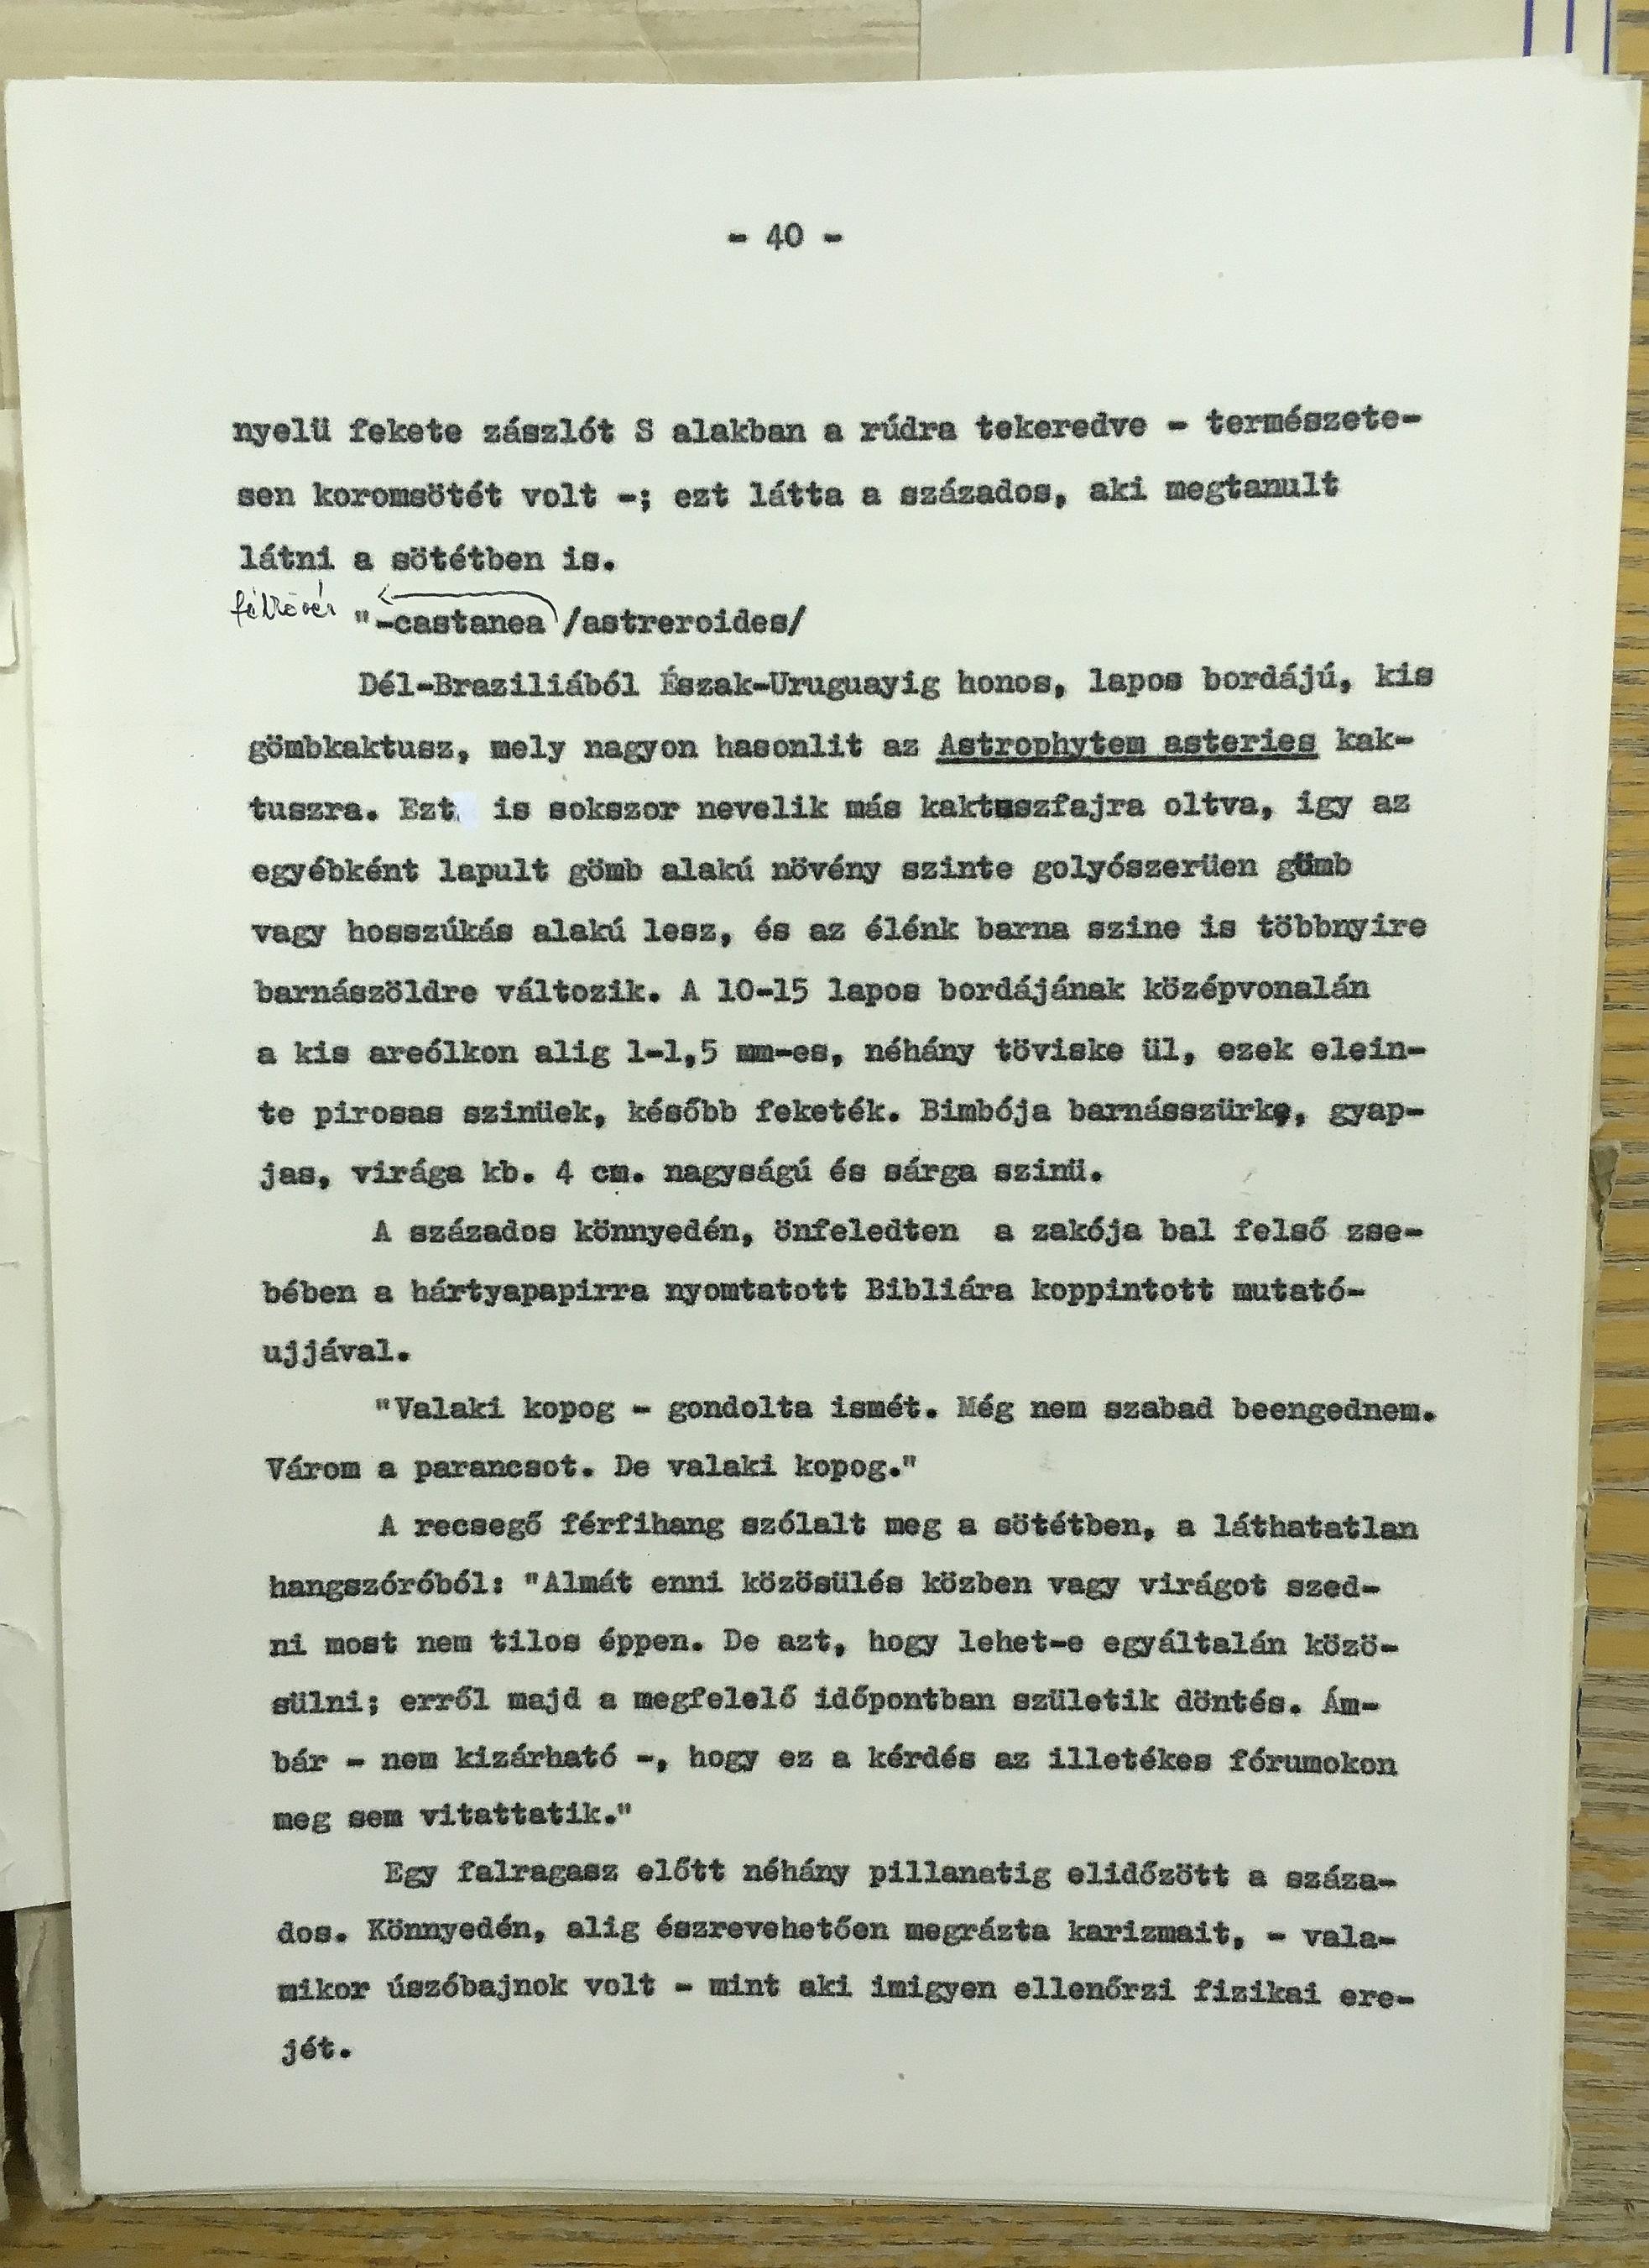 - 40 -
nyelü fekete zászlót S alakban a rúdra tekeredve - természete-
sen koromsötét volt -; ezt látta a százados, aki megtanult
látni a sötétben is.
félkövér "-castanea /astreroides/
Dél-Braziliából Észak-Uruguayig honos, lapos bordájú, kis
gömbkaktusz, mely nagyon hasonlit az Astrophytem asteries kak-
tuszra. Ezt is sokszor nevelik más kaktuszfajra oltva, igy az
egyébként lapult gömb alakú növény szinte golyószerüen gömb
vagy hosszúkás alakú lesz, és az élénk barna szine is többnyire
barnászöldre változik. A 10-15 lapos bordájának középvonalán
a kis areólkon alig 1-1,5 mm-es, néhány töviske ül, ezek elein-
te pirosas szinüek, később feketék. Bimbója barnásszürke, gyap-
jas, virága kb. 4 cm. nagyságú és sárga szinü.
A százados könnyedén, önfeledten a zakója bal felső zse-
bében a hártyapapirra nyomtatott Bibliára koppintott mutató-
ujjával.
"Valaki kopog - gondolta ismét. Még nem szabad beengednem.
Várom a parancsot. De valaki kopog."
A recsegő férfihang szólalt meg a sötétben, a láthatatlan
hangszóróból: "Almát enni közösülés közben vagy virágot szed-
ni most nem tilos éppen. De azt, hogy lehet-e egyáltalán közö-
sülni; erről majd a megfelelő időpontban születik döntés. Ám-
bár - nem kizárható -, hogy ez a kérdés az illetékes fórumokon
meg sem vitattatik."
Egy falragasz előtt néhány pillanatig elidőzött a száza-
dos. Könnyedén, alig észrevehetően megrázta karizmait, - vala-
mikor úszóbajnok volt - mint aki imigyen ellenőrzi fizikai ere-
jét.